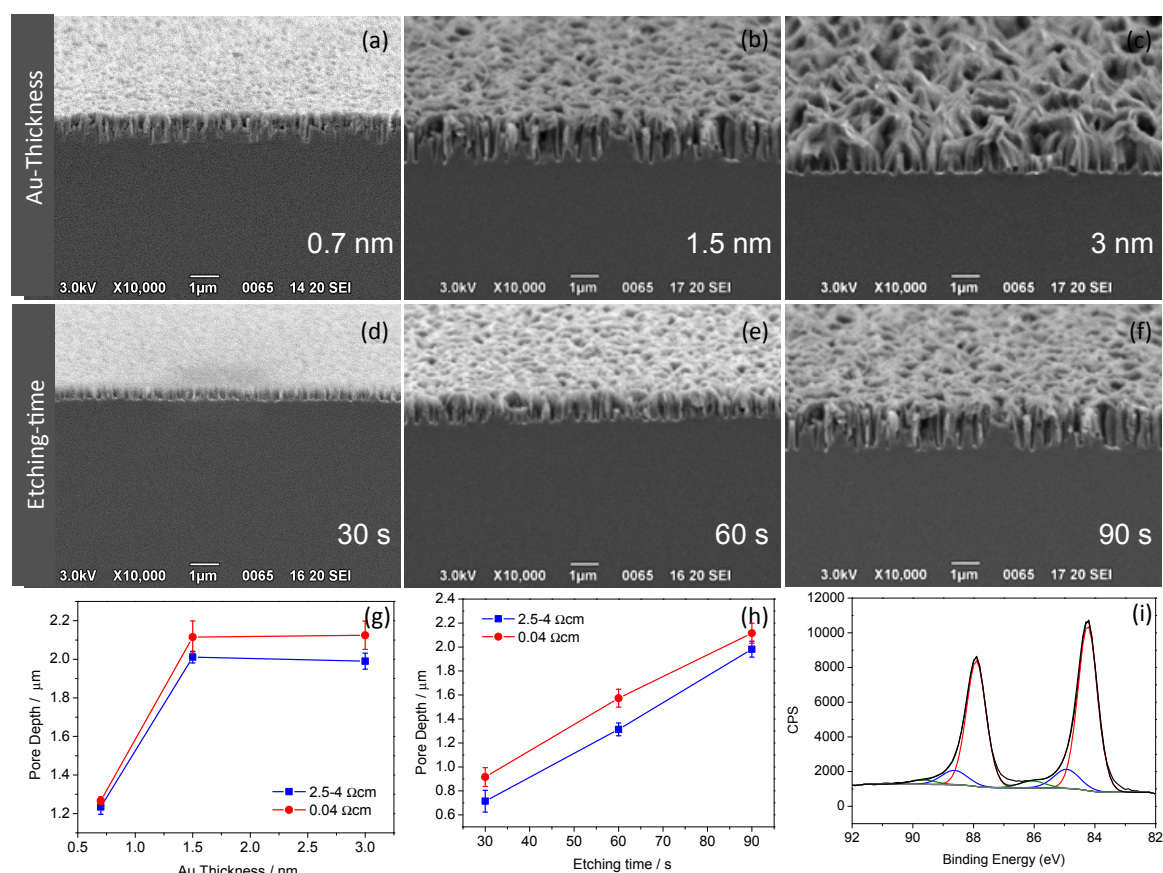 Au-Thickness
(a)
0.7 nm
3.0kV X10,000 1µm 0065 14 20 SEI
(b)
1.5 nm
3.0kV X10,000 1µm 0065 17 20 SEI
(c)
3 nm
3.0kV X10,000 1µm 0065 17 20 SEI
Etching-time
(d)
30 s
3.0kV X10,000 1µm 0065 16 20 SEI
(e)
60 s
3.0kV X10,000 1µm 0065 16 20 SEI
(f)
90 s
3.0kV X10,000 1µm 0065 17 20 SEI
(g)
Pore Depth / µm
2.2
2.0
1.8
1.6
1.4
1.2
2.5-4 Ωcm
0.04 Ωcm
0.5 1.0 1.5 2.0 2.5 3.0
Au Thickness / nm
(h)
Pore Depth / µm
2.4
2.2
2.0
1.8
1.6
1.4
1.2
1.0
0.8
0.6
2.5-4 Ωcm
0.04 Ωcm
30 40 50 60 70 80 90
Etching time / s
(i)
CPS
12000
10000
8000
6000
4000
2000
0
92 90 88 86 84 82
Binding Energy (eV)